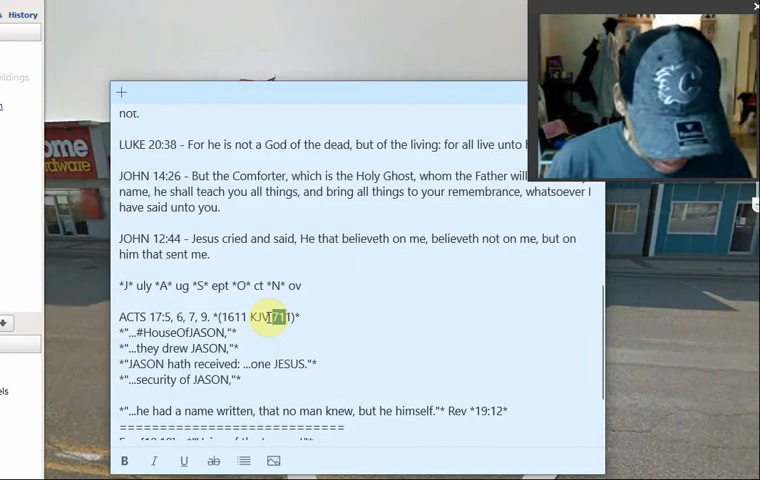 History
ildings
not.
LUKE 20:38 - For he is not a God of the dead, but of the living: for all live unto
JOHN 14:26 - But the Comforter, which is the Holy Ghost, whom the Father will
name, he shall teach you all things, and bring all things to your remembrance, whatsoever I
have said unto you.
JOHN 12:44 - Jesus cried and said, He that believeth on me, believeth not on me, but on
him that sent me.
*J* uly *A* ug *S* ept *O* ct *N* ov
ACTS 17:5, 6, 7, 9. *(1611 KJV 711)*
*"...#HouseOfJASON,"*
*"...they drew JASON,"*
*"JASON hath received: ...one JESUS."*
*"...security of JASON,"*
*"...he had a name written, that no man knew, but he himself."* Rev *19:12*
===========================
els
B I U ab
ome
rdware
C